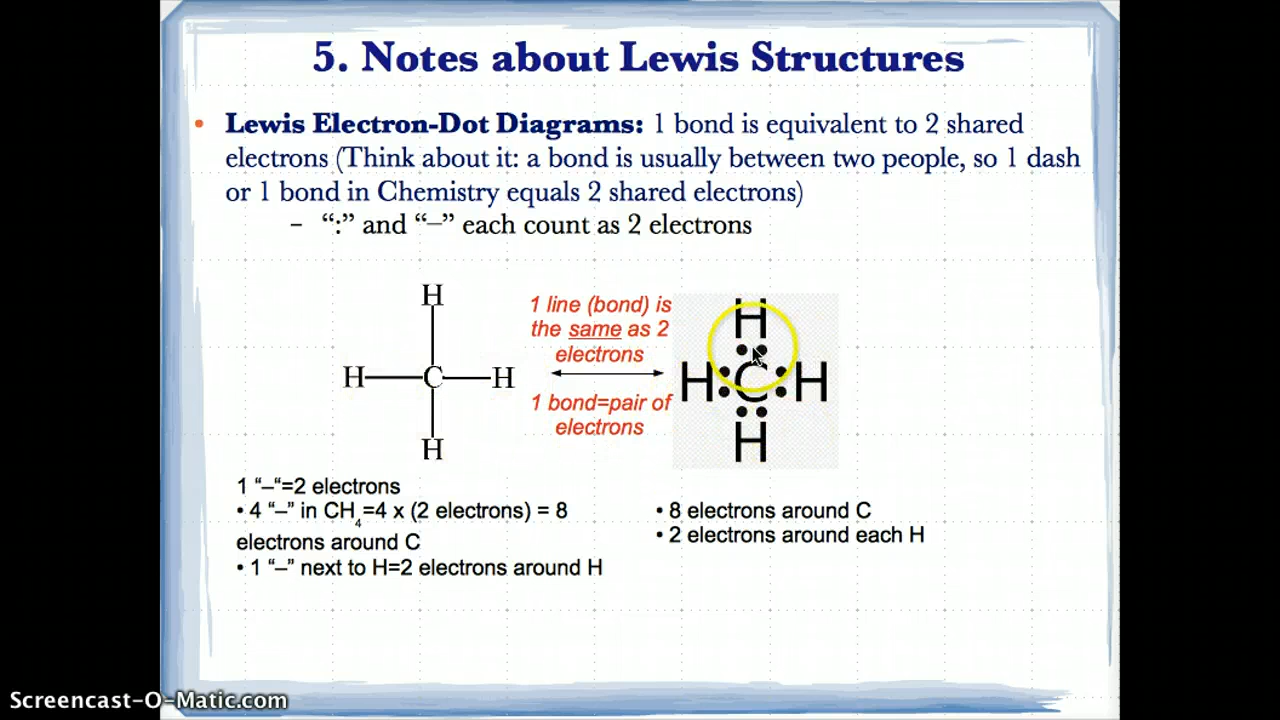 5. Notes about Lewis Structures
• Lewis Electron-Dot Diagrams: 1 bond is equivalent to 2 shared
electrons (Think about it: a bond is usually between two people, so 1 dash
or 1 bond in Chemistry equals 2 shared electrons)
– “:” and “–” each count as 2 electrons
H
H—C—H
H
1 line (bond) is
the same as 2
electrons
1 bond=pair of
electrons
H
H:C:H
H
1 “–“=2 electrons
• 4 “–” in CH4=4 x (2 electrons) = 8
electrons around C
• 1 “–” next to H=2 electrons around H
• 8 electrons around C
• 2 electrons around each H
Screencast-O-Matic.com